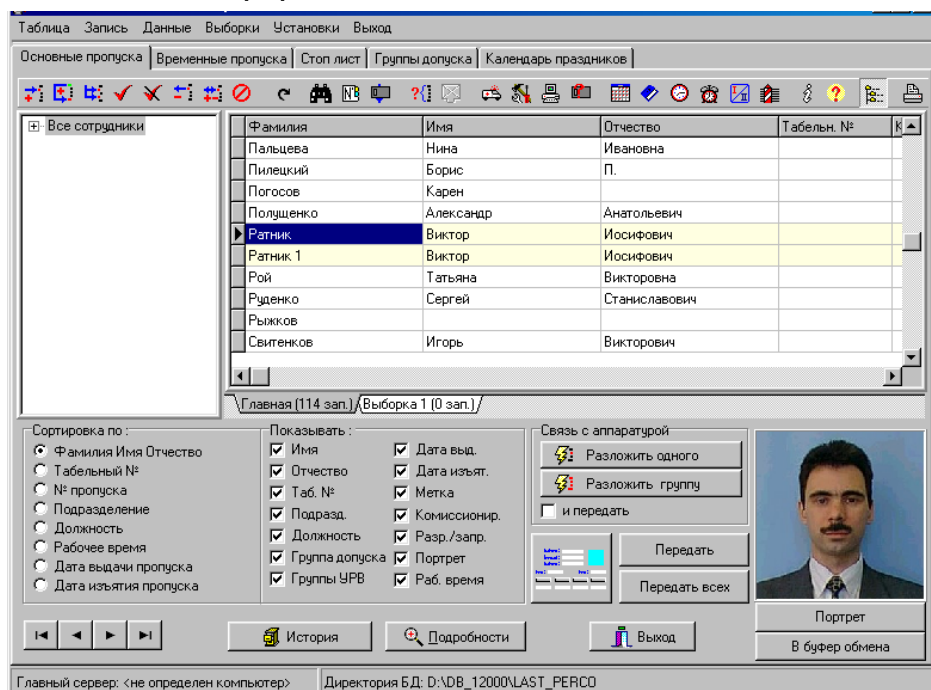 Таблица Запись Данные Выборки Установки Выход
Основные пропуска Временные пропуска Стоп лист Группы допуска Календарь праздников
Все сотрудники
Фамилия Имя Отчество Табельн. №
Пальцева Нина Ивановна
Пилецкий Борис П.
Погосов Карен
Полущенко Александр Анатольевич
Ратник Виктор Иосифович
Ратник 1 Виктор Иосифович
Рой Татьяна Викторовна
Руденко Сергей Станиславович
Рыжков
Свитенков Игорь Викторович
Главная (114 зап.) Выборка 1 (0 зап.)
Сортировка по :
Фамилия Имя Отчество
Табельный №
№ пропуска
Подразделение
Должность
Рабочее время
Дата выдачи пропуска
Дата изъятия пропуска
Показывать :
Имя Дата выд.
Отчество Дата изъят.
Таб. № Метка
Подразд. Комиссионир.
Должность Разр./запр.
Группа допуска Портрет
Группы УРВ Раб. время
Связь с аппаратурой
Разложить одного
Разложить группу
и передать
Передать
Передать всех
Портрет
В буфер обмена
История Подробности Выход
Главный сервер: <не определен компьютер> Директория БД: D:\DB_12000\LAST_PERCO